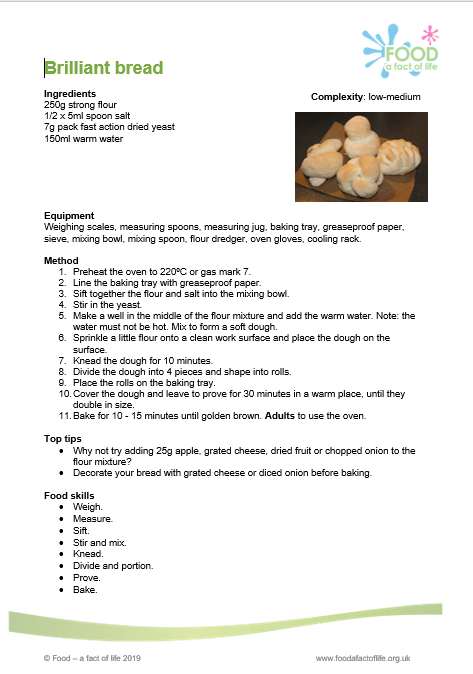 FOOD
a fact of life
Brilliant bread
Ingredients
250g strong flour
1/2 x 5ml spoon salt
7g pack fast action dried yeast
150ml warm water
Complexity: low-medium
Equipment
Weighing scales, measuring spoons, measuring jug, baking tray, greaseproof paper,
sieve, mixing bowl, mixing spoon, flour dredger, oven gloves, cooling rack.
Method
1. Preheat the oven to 220ºC or gas mark 7.
2. Line the baking tray with greaseproof paper.
3. Sift together the flour and salt into the mixing bowl.
4. Stir in the yeast.
5. Make a well in the middle of the flour mixture and add the warm water. Note: the
water must not be hot. Mix to form a soft dough.
6. Sprinkle a little flour onto a clean work surface and place the dough on the
surface.
7. Knead the dough for 10 minutes.
8. Divide the dough into 4 pieces and shape into rolls.
9. Place the rolls on the baking tray.
10. Cover the dough and leave to prove for 30 minutes in a warm place, until they
double in size.
11. Bake for 10 - 15 minutes until golden brown. Adults to use the oven.
Top tips
• Why not try adding 25g apple, grated cheese, dried fruit or chopped onion to the
flour mixture?
• Decorate your bread with grated cheese or diced onion before baking.
Food skills
• Weigh.
• Measure.
• Sift.
• Stir and mix.
• Knead.
• Divide and portion.
• Prove.
• Bake.
© Food – a fact of life 2019
www.foodafactoflife.org.uk